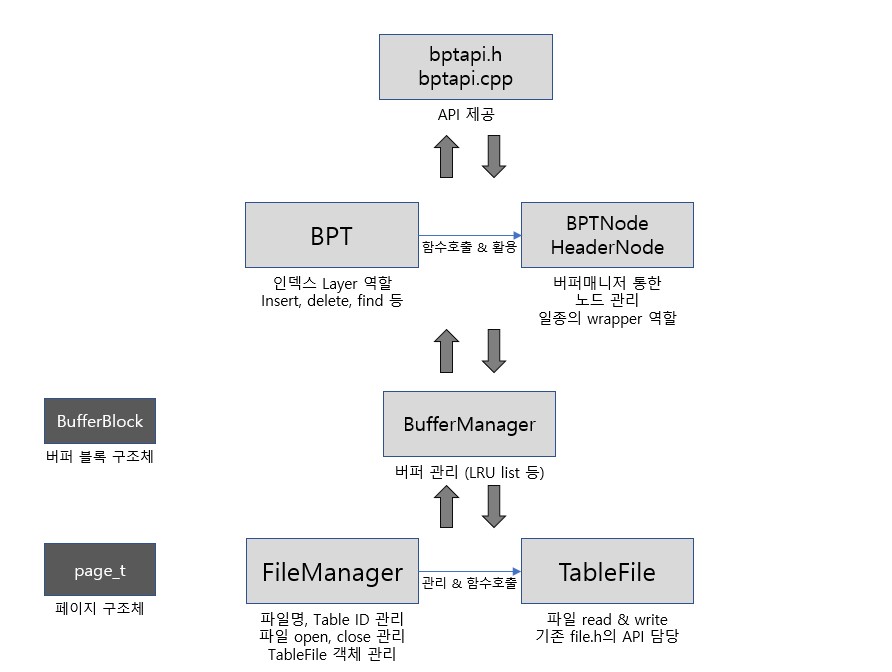 bptapi.h
bptapi.cpp
API 제공
BPT
함수호출 & 활용
BPTNode
HeaderNode
인덱스 Layer 역할
Insert, delete, find 등
버퍼매니저 통한
노드 관리
일종의 wrapper 역할
BufferBlock
버퍼 블록 구조체
BufferManager
버퍼 관리 (LRU list 등)
page_t
페이지 구조체
FileManager
관리 & 함수호출
TableFile
파일명, Table ID 관리
파일 open, close 관리
TableFile 객체 관리
파일 read & write
기존 file.h의 API 담당